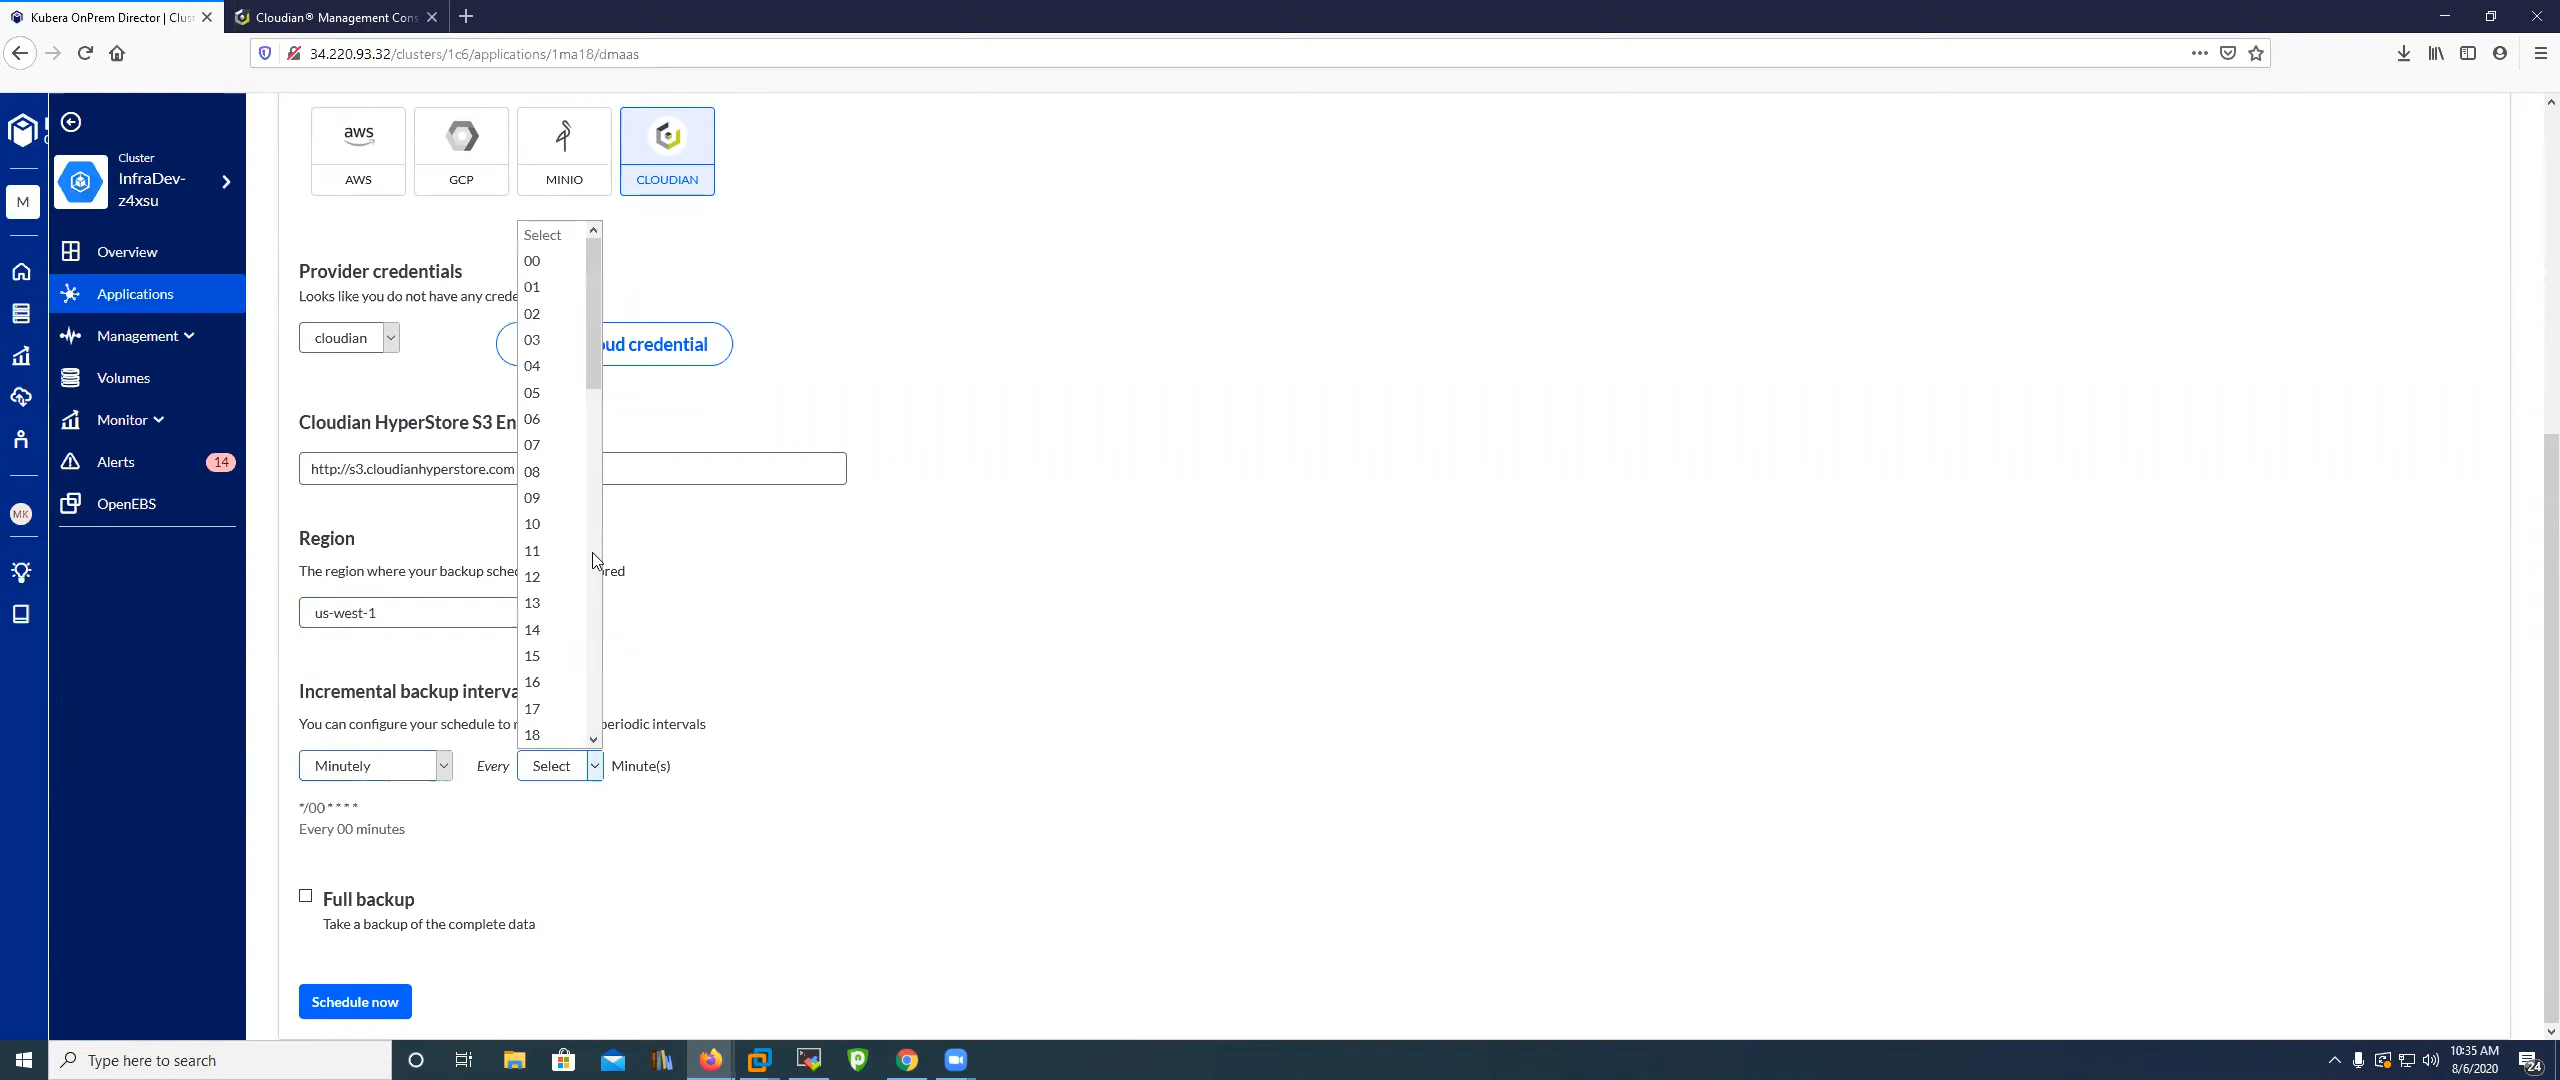 Kubera OnPrem Director | Clus
Cloudian® Management Cons
34.220.93.32/clusters/1c6/applications/1ma18/dmaas
M
MK
Cluster
InfraDev-
z4xsu
Overview
Applications
Management
Volumes
Monitor
Alerts 14
OpenEBS
aws
AWS
GCP
MINIO
CLOUDIAN
Provider credentials
Looks like you do not have any crede
cloudian
oud credential
Cloudian HyperStore S3 En
http://s3.cloudianhyperstore.com
Region
The region where your backup sched
red
us-west-1
Incremental backup interva
You can configure your schedule to r
periodic intervals
Minutely Every Select Minute(s)
Select
00
01
02
03
04
05
06
07
08
09
10
11
12
13
14
15
16
17
18
*/00 * * * *
Every 00 minutes
Full backup
Take a backup of the complete data
Schedule now
Type here to search
10:35 AM
8/6/2020
24